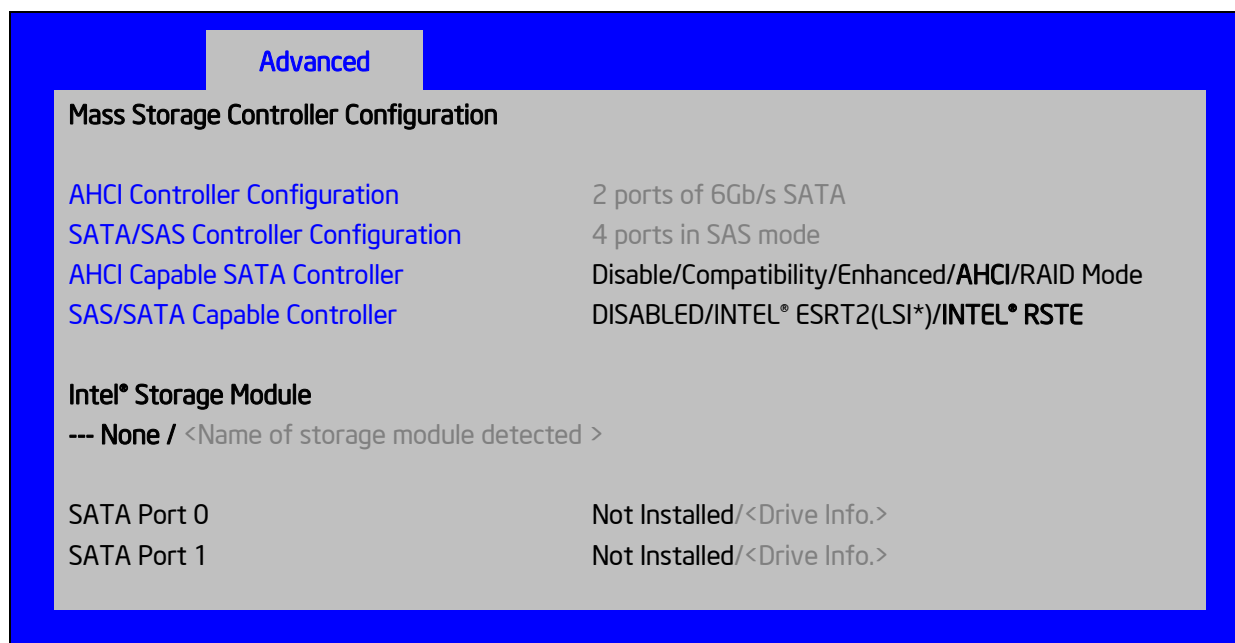 Advanced
Mass Storage Controller Configuration
AHCI Controller Configuration 2 ports of 6Gb/s SATA
SATA/SAS Controller Configuration 4 ports in SAS mode
AHCI Capable SATA Controller Disable/Compatibility/Enhanced/AHCI/RAID Mode
SAS/SATA Capable Controller DISABLED/INTEL® ESRT2(LSI*)/INTEL® RSTE
Intel® Storage Module
--- None / <Name of storage module detected >
SATA Port 0 Not Installed/<Drive Info.>
SATA Port 1 Not Installed/<Drive Info.>